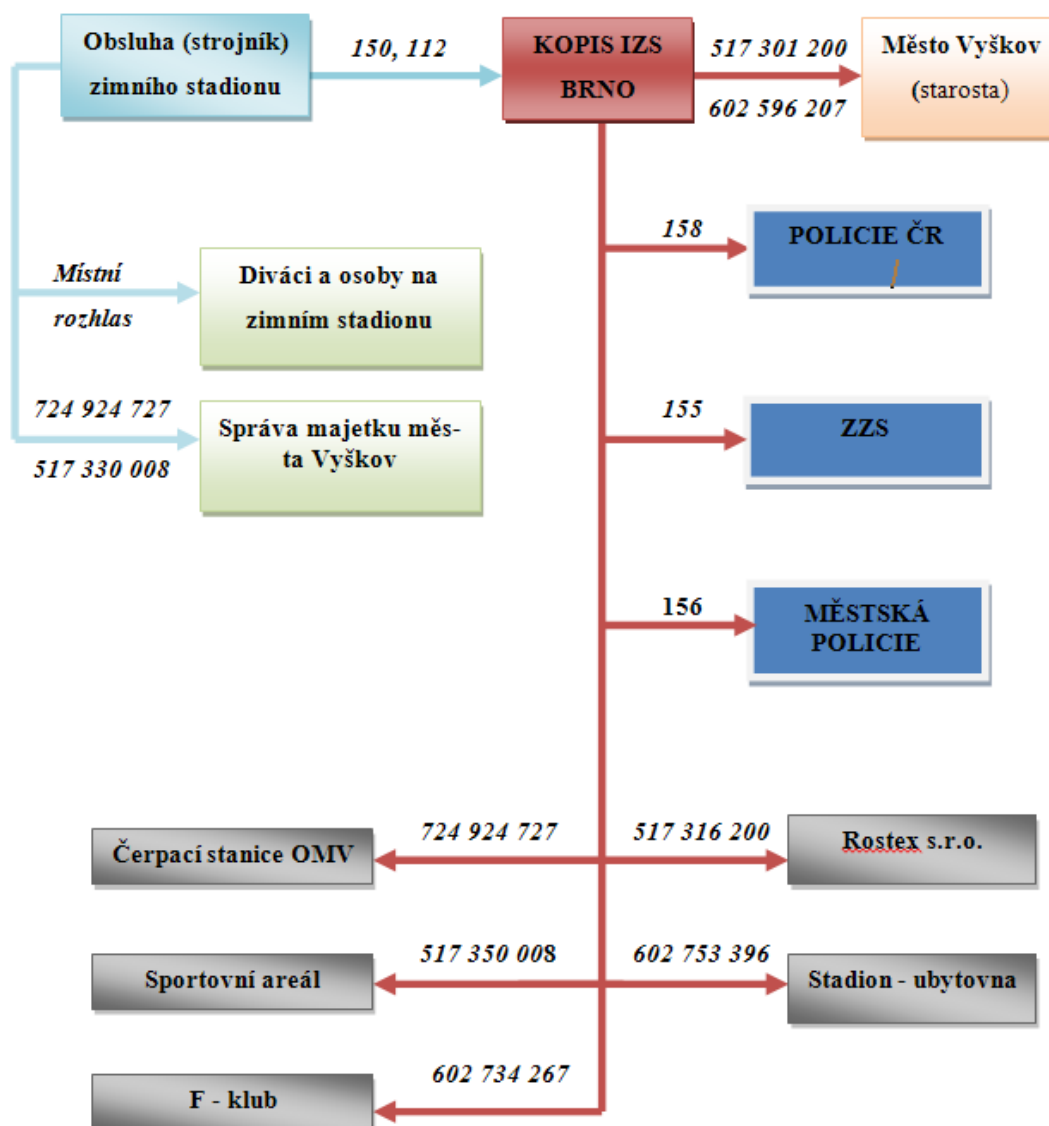 Obsluha (strojník)
zimního stadionu
150, 112
KOPIS IZS
BRNO
517 301 200
602 596 207
Město Vyškov
(starosta)
158
POLICIE ČR
Místní
rozhlas
Diváci a osoby na
zimním stadionu
724 924 727
517 330 008
Správa majetku měs-
ta Vyškov
155
ZZS
156
MĚSTSKÁ
POLICIE
Čerpací stanice OMV
724 924 727
517 316 200
Rostex s.r.o.
Sportovní areál
517 350 008
602 753 396
Stadion - ubytovna
F - klub
602 734 267